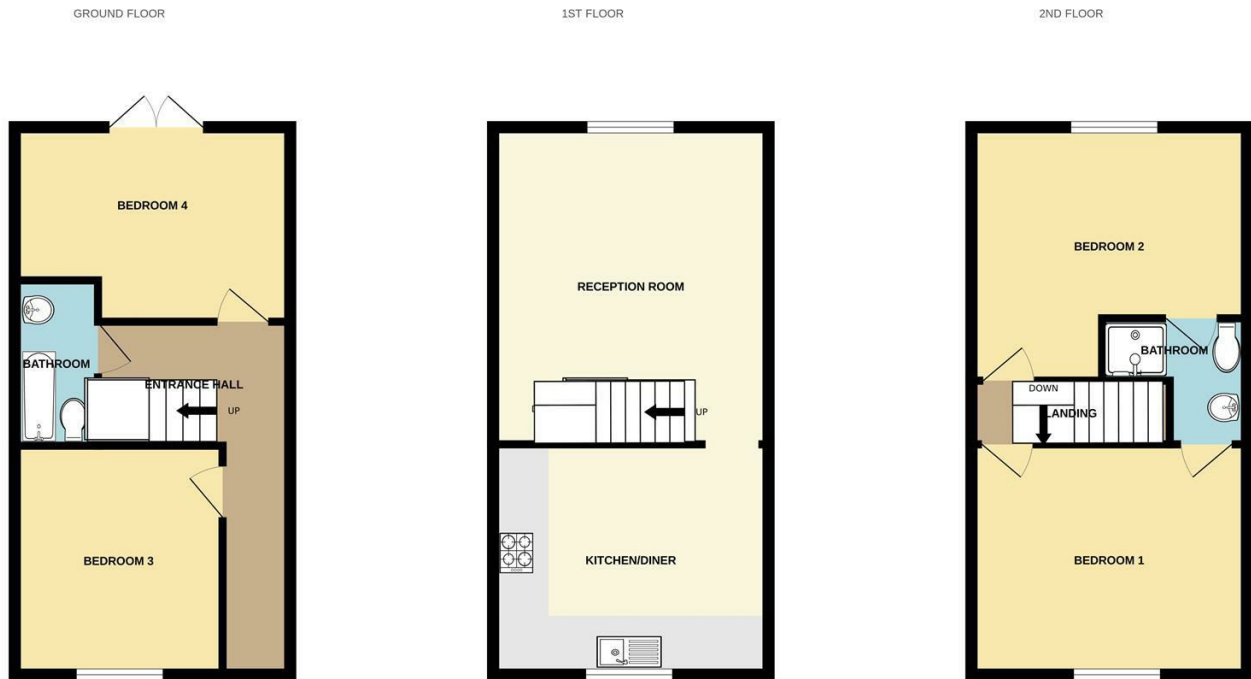 GROUND FLOOR
BEDROOM 4
BATHROOM
ENTRANCE HALL
UP
BEDROOM 3
1ST FLOOR
RECEPTION ROOM
UP
KITCHEN/DINER
2ND FLOOR
BEDROOM 2
BATHROOM
DOWN
LANDING
BEDROOM 1